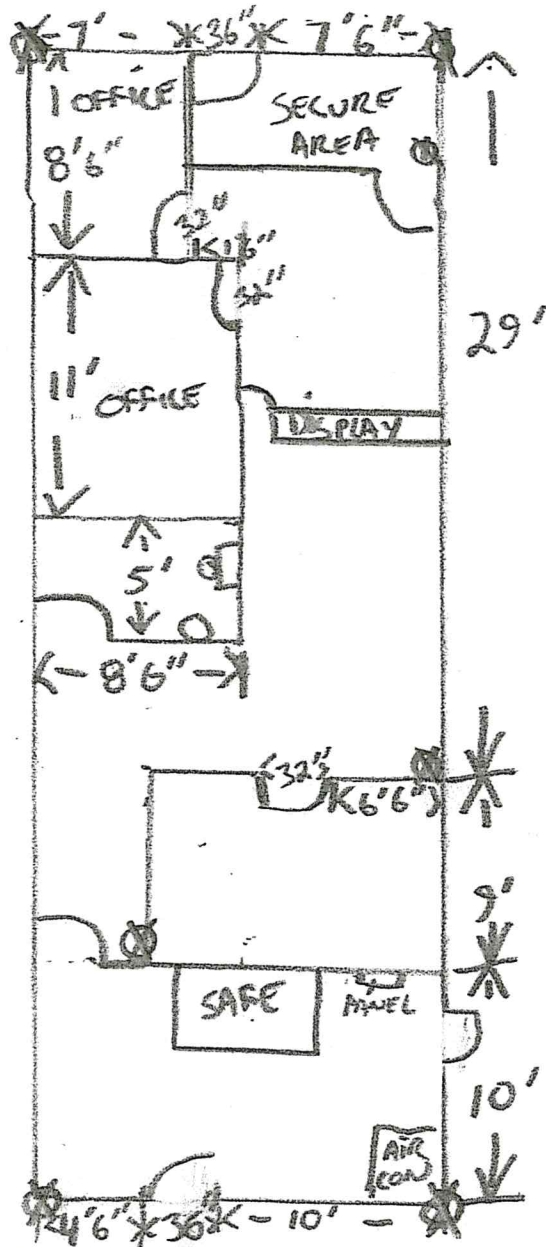 7' 36" 7'6"
OFFICE
SECURE
AREA
8'6"
32"
1'6"
32"
29'
11'
OFFICE
DISPLAY
5'
8'6"
32"
6'6"
9'
SAFE
PANEL
10'
AIR
CON
4'6" 36" 10'